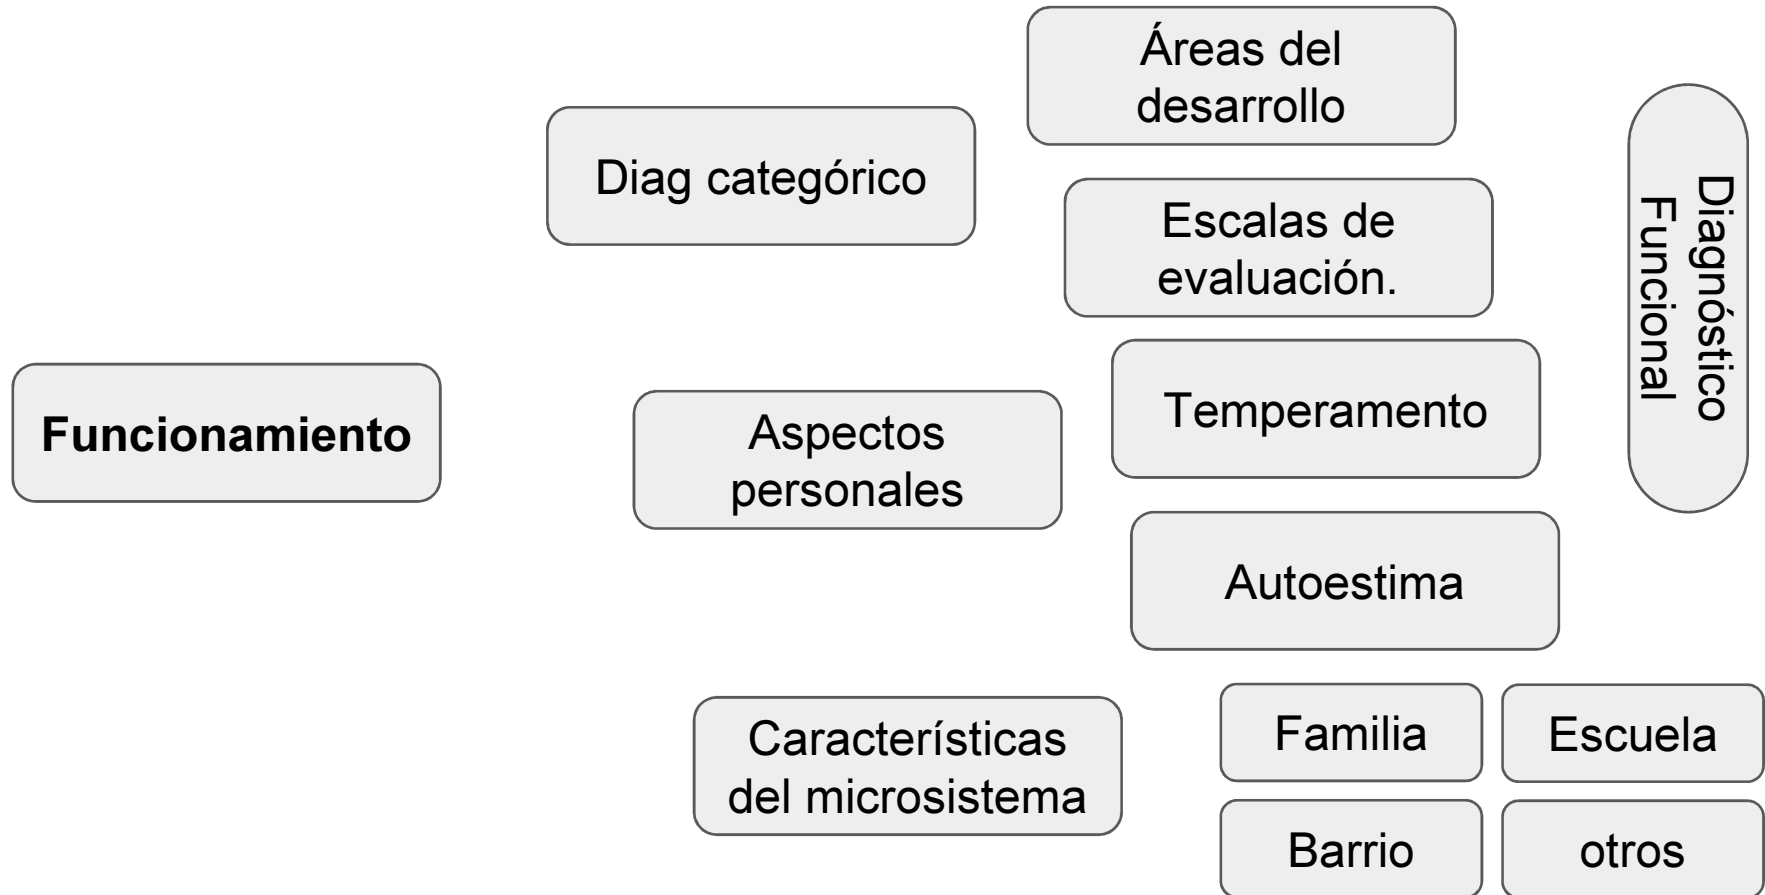 Funcionamiento
Diag categórico
Áreas del
desarrollo
Escalas de
evaluación.
Aspectos
personales
Temperamento
Autoestima
Características
del microsistema
Familia
Escuela
Barrio
otros
Diagnóstico
Funcional